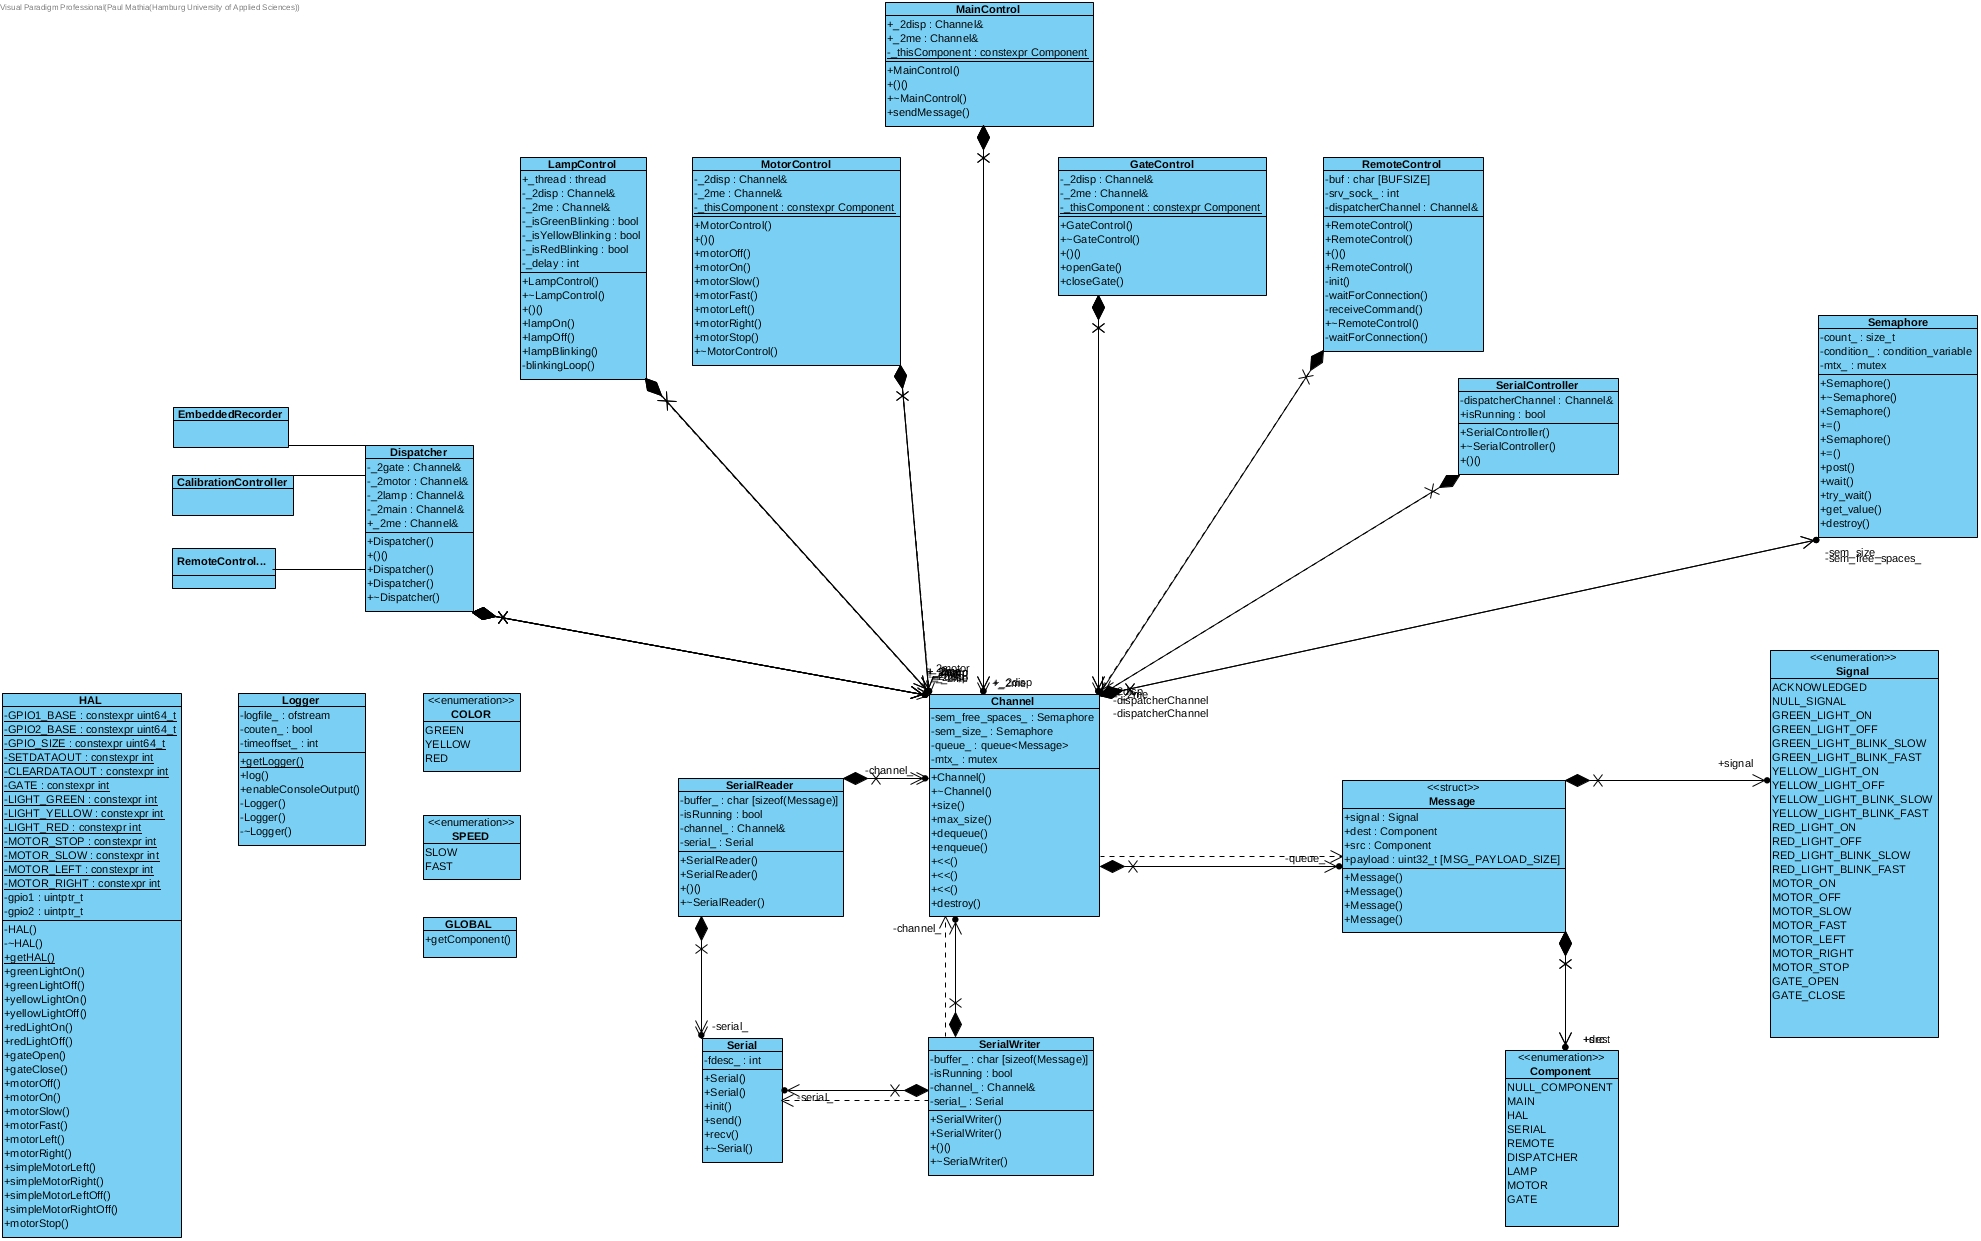 Visual Paradigm Professional(Paul Mathia(Hamburg University of Applied Sciences))
MainControl
+_2disp : Channel&
+_2me : Channel&
-_thisComponent : constexpr Component
+MainControl()
+()()
+~MainControl()
+sendMessage()
LampControl
+_thread : thread
-_2disp : Channel&
-_2me : Channel&
-_isGreenBlinking : bool
-_isYellowBlinking : bool
-_isRedBlinking : bool
-_delay : int
+LampControl()
+~LampControl()
+()()
+lampOn()
+lampOff()
+lampBlinking()
-blinkingLoop()
MotorControl
-_2disp : Channel&
-_2me : Channel&
-_thisComponent : constexpr Component
+MotorControl()
+()()
+motorOff()
+motorOn()
+motorSlow()
+motorFast()
+motorLeft()
+motorRight()
+motorStop()
+~MotorControl()
GateControl
-_2disp : Channel&
-_2me : Channel&
-_thisComponent : constexpr Component
+GateControl()
+~GateControl()
+()()
+openGate()
+closeGate()
RemoteControl
-buf : char [BUFSIZE]
-srv_sock_ : int
-dispatcherChannel : Channel&
+RemoteControl()
+RemoteControl()
+()()
+RemoteControl()
-init()
-waitForConnection()
-receiveCommand()
+~RemoteControl()
-waitForConnection()
Semaphore
-count_ : size_t
-condition_ : condition_variable
-mtx_ : mutex
+Semaphore()
+~Semaphore()
+Semaphore()
+=()
+Semaphore()
+=()
+post()
+wait()
+try_wait()
+get_value()
+destroy()
SerialController
-dispatcherChannel : Channel&
+isRunning : bool
+SerialController()
+~SerialController()
+()()
EmbeddedRecorder
CalibrationController
RemoteControl...
Dispatcher
-_2gate : Channel&
-_2motor : Channel&
-_2lamp : Channel&
-_2main : Channel&
+_2me : Channel&
+Dispatcher()
+()()
+Dispatcher()
+Dispatcher()
+~Dispatcher()
-sem_size_
-sem_free_spaces_
-dispatcherChannel
-dispatcherChannel
HAL
-GPIO1_BASE : constexpr uint64_t
-GPIO2_BASE : constexpr uint64_t
-GPIO_SIZE : constexpr uint64_t
-SETDATAOUT : constexpr int
-CLEARDATAOUT : constexpr int
-GATE : constexpr int
-LIGHT_GREEN : constexpr int
-LIGHT_YELLOW : constexpr int
-LIGHT_RED : constexpr int
-MOTOR_STOP : constexpr int
-MOTOR_SLOW : constexpr int
-MOTOR_LEFT : constexpr int
-MOTOR_RIGHT : constexpr int
-gpio1 : uintptr_t
-gpio2 : uintptr_t
-HAL()
-~HAL()
+getHAL()
+greenLightOn()
+greenLightOff()
+yellowLightOn()
+yellowLightOff()
+redLightOn()
+redLightOff()
+gateOpen()
+gateClose()
+motorOff()
+motorOn()
+motorSlow()
+motorFast()
+motorLeft()
+motorRight()
+simpleMotorLeft()
+simpleMotorRight()
+simpleMotorLeftOff()
+simpleMotorRightOff()
+motorStop()
Logger
-logfile_ : ofstream
-couten_ : bool
-timeoffset_ : int
+getLogger()
+log()
+enableConsoleOutput()
-Logger()
-Logger()
-~Logger()
<<enumeration>>
COLOR
GREEN
YELLOW
RED
<<enumeration>>
SPEED
SLOW
FAST
GLOBAL
+getComponent()
Channel
-sem_free_spaces_ : Semaphore
-sem_size_ : Semaphore
-queue_ : queue<Message>
-mtx_ : mutex
+Channel()
+~Channel()
+size()
+max_size()
+dequeue()
+enqueue()
+<<()
+<<()
+<<()
+destroy()
-channel_
SerialReader
-buffer_ : char [sizeof(Message)]
-isRunning : bool
-channel_ : Channel&
-serial_ : Serial
+SerialReader()
+SerialReader()
+()()
+~SerialReader()
-channel_
-serial_
Serial
-fdesc_ : int
+Serial()
+Serial()
+init()
+send()
+recv()
+~Serial()
-serial_
SerialWriter
-buffer_ : char [sizeof(Message)]
-isRunning : bool
-channel_ : Channel&
-serial_ : Serial
+SerialWriter()
+SerialWriter()
+()()
+~SerialWriter()
-queue_
<<struct>>
Message
+signal : Signal
+dest : Component
+src : Component
+payload : uint32_t [MSG_PAYLOAD_SIZE]
+Message()
+Message()
+Message()
+Message()
+signal
<<enumeration>>
Signal
ACKNOWLEDGED
NULL_SIGNAL
GREEN_LIGHT_ON
GREEN_LIGHT_OFF
GREEN_LIGHT_BLINK_SLOW
GREEN_LIGHT_BLINK_FAST
YELLOW_LIGHT_ON
YELLOW_LIGHT_OFF
YELLOW_LIGHT_BLINK_SLOW
YELLOW_LIGHT_BLINK_FAST
RED_LIGHT_ON
RED_LIGHT_OFF
RED_LIGHT_BLINK_SLOW
RED_LIGHT_BLINK_FAST
MOTOR_ON
MOTOR_OFF
MOTOR_SLOW
MOTOR_FAST
MOTOR_LEFT
MOTOR_RIGHT
MOTOR_STOP
GATE_OPEN
GATE_CLOSE
<<enumeration>>
Component
NULL_COMPONENT
MAIN
HAL
SERIAL
REMOTE
DISPATCHER
LAMP
MOTOR
GATE